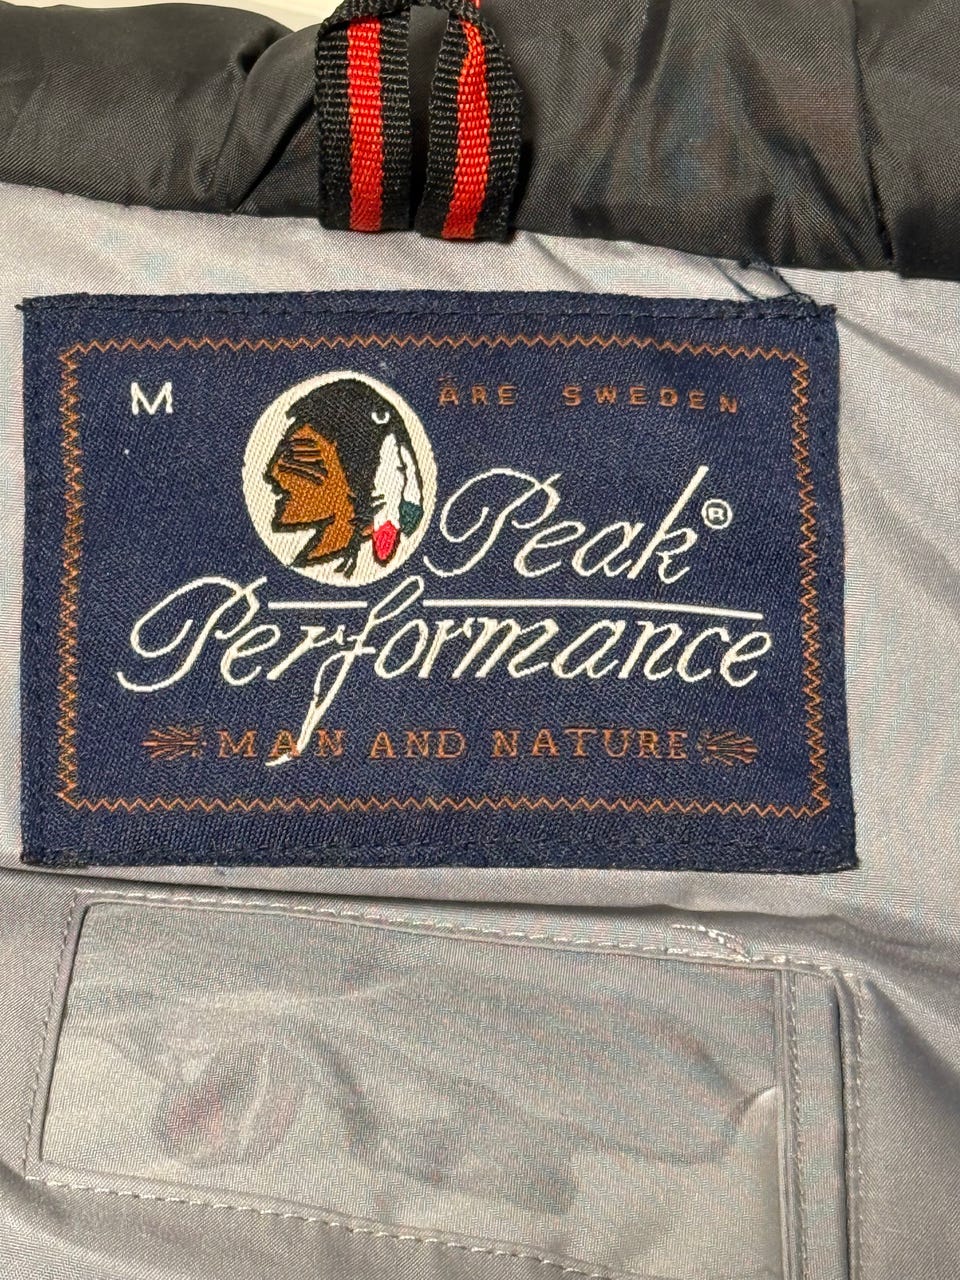 M
ÅRE SWEDEN
Peak®
Performance
MAN AND NATURE